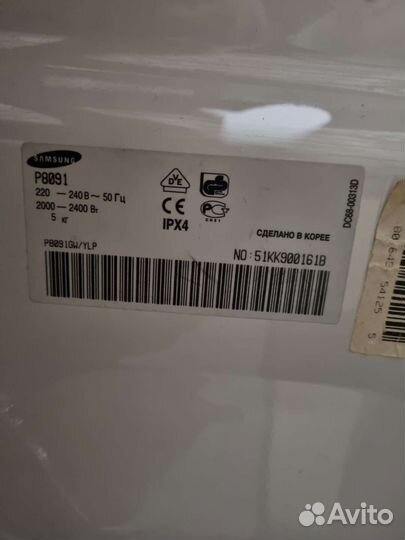 SAMSUNG
P8091
220 – 240 В ~ 50 Гц
2000 – 2400 Вт
5 кг
P8091GW/YLP
VDE
CE
IPX4
СДЕЛАНО В КОРЕЕ
NO:51KK900161B
DC68-00313D
Avito